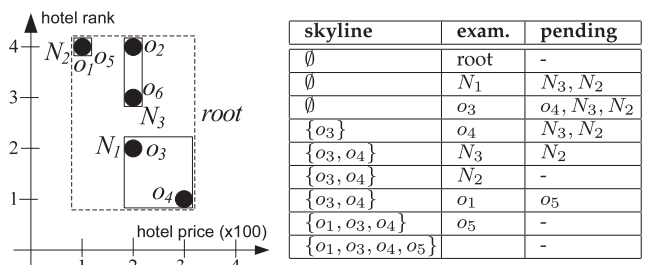 hotel rank
4
N2
o1
o5
o2
3
o6
N3
root
2
N1
o3
1
o4
hotel price (x100)
1 2 3 4
skyline exam. pending
∅ root -
∅ N1 N3, N2
∅ o3 o4, N3, N2
{o3} o4 N3, N2
{o3, o4} N3 N2
{o3, o4} N2 -
{o3, o4} o1 o5
{o1, o3, o4} o5 -
{o1, o3, o4, o5} -